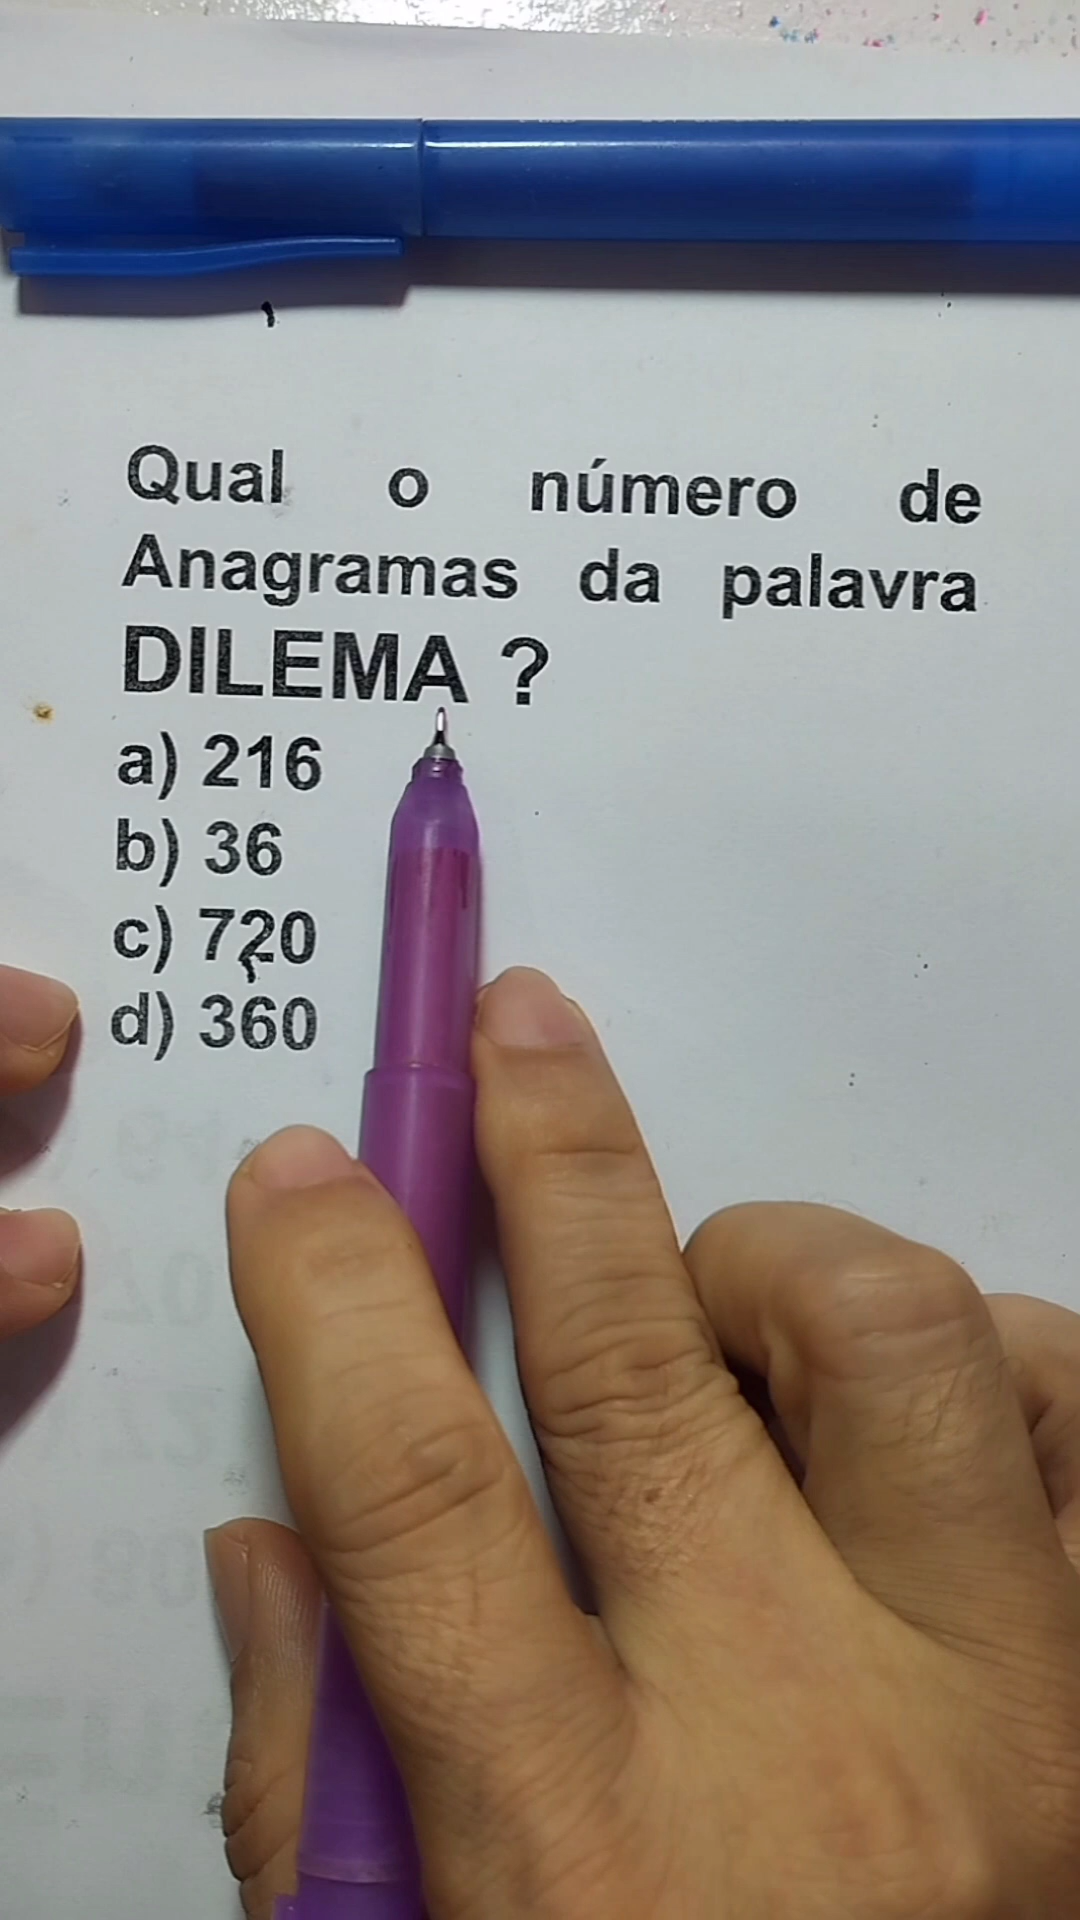 Qual o número de
Anagramas da palavra
DILEMA ?
a) 216
b) 36
c) 720
d) 360